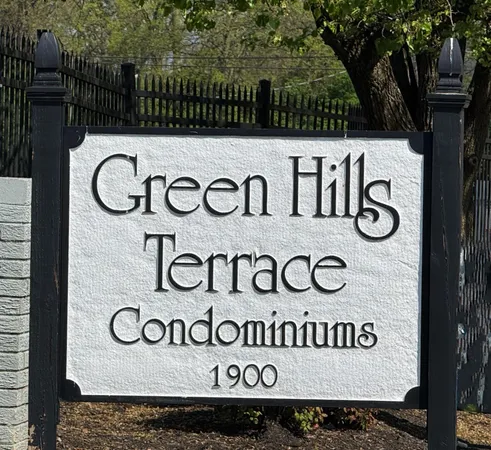 Green Hills
Terrace
Condominiums
1900